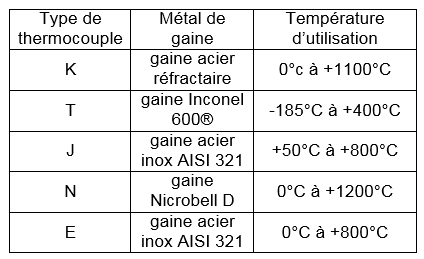 Type de thermocouple
Métal de gaine
Température d'utilisation
K
gaine acier réfractaire
0°c à +1100°C
T
gaine Inconel 600®
-185°C à +400°C
J
gaine acier inox AISI 321
+50°C à +800°C
N
gaine Nicrobell D
0°C à +1200°C
E
gaine acier inox AISI 321
0°C à +800°C